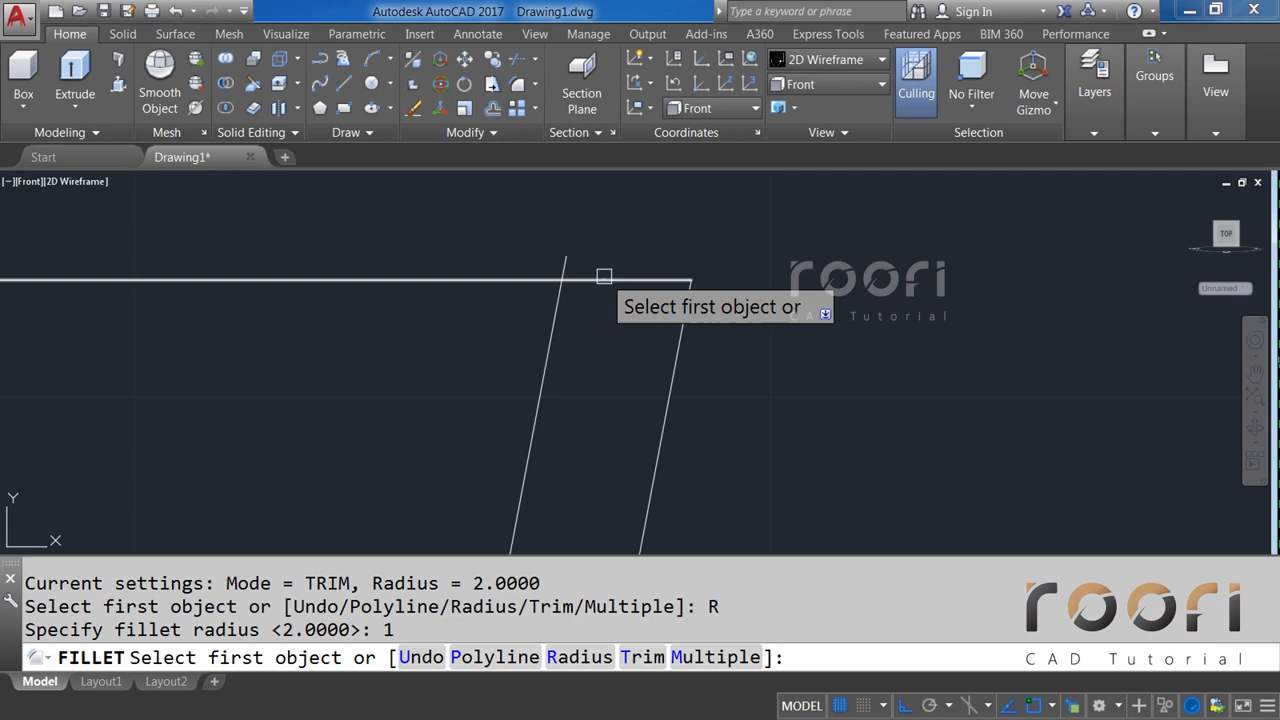 Autodesk AutoCAD 2017 Drawing1.dwg
Type a keyword or phrase
Sign In
Home Solid Surface Mesh Visualize Parametric Insert Annotate View Manage Output Add-ins A360 Express Tools Featured Apps BIM 360 Performance
Box
Extrude
Smooth
Object
Section
Plane
2D Wireframe
Front
Front
Culling
No Filter
Move
Gizmo
Layers
Groups
View
Modeling
Mesh
Solid Editing
Draw
Modify
Section
Coordinates
View
Selection
Start
Drawing1*
[−][Front][2D Wireframe]
TOP
Unnamed
roori
CAD Tutorial
Select first object or
Y
X
Current settings: Mode = TRIM, Radius = 2.0000
Select first object or [Undo/Polyline/Radius/Trim/Multiple]: R
Specify fillet radius <2.0000>: 1
FILLET Select first object or [Undo Polyline Radius Trim Multiple]:
roori
CAD Tutorial
Model Layout1 Layout2
MODEL